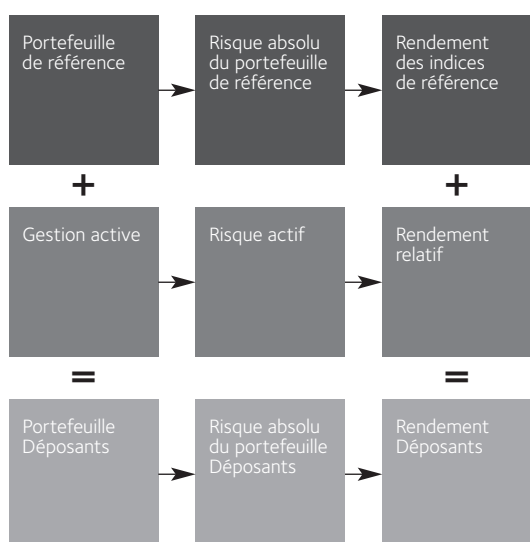 Portefeuille
de référence
Risque absolu
du portefeuille
de référence
Rendement
des indices
de référence
+
+
Gestion active
Risque actif
Rendement
relatif
=
=
Portefeuille
Déposants
Risque absolu
du portefeuille
Déposants
Rendement
Déposants